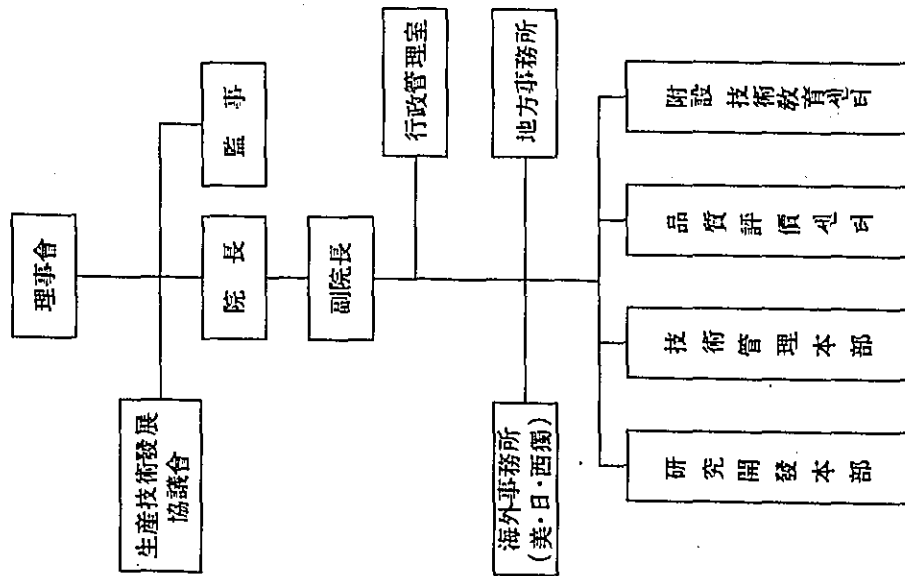 理事會
生産技術發展
協議會
監事
院長
副院長
行政管理室
海外事務所
(美·日·西獨)
地方事務所
研究開發本部
技術管理本部
品質評價센터
附設技術敎育센터